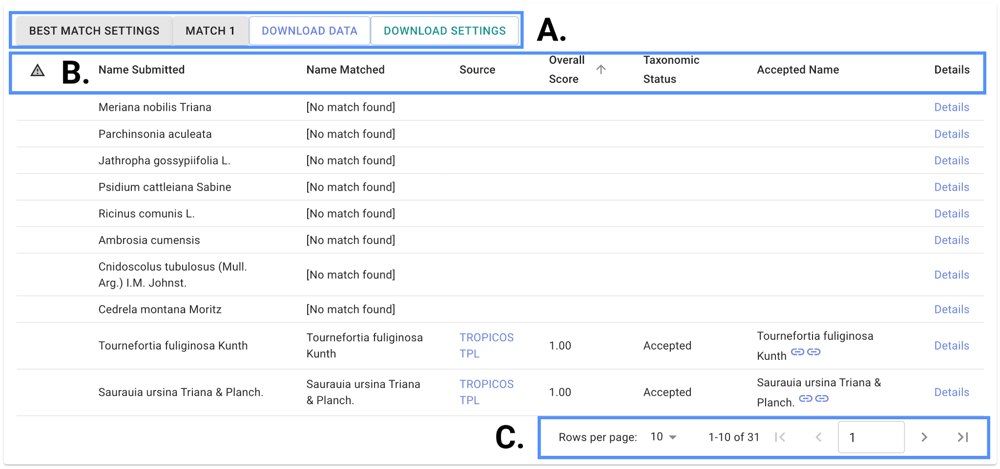 BEST MATCH SETTINGS MATCH 1 DOWNLOAD DATA DOWNLOAD SETTINGS A.
B. Name Submitted Name Matched Source Overall Score Taxonomic Status Accepted Name Details
Meriana nobilis Triana [No match found] Details
Parchinsonia aculeata [No match found] Details
Jathropha gossypiifolia L. [No match found] Details
Psidium cattleiana Sabine [No match found] Details
Ricinus comunis L. [No match found] Details
Ambrosia cumensis [No match found] Details
Cnidoscolus tubulosus (Mull.
Arg.) I.M. Johnst. [No match found] Details
Cedrela montana Moritz [No match found] Details
Tournefortia fuliginosa Kunth Tournefortia fuliginosa
Kunth TROPICOS
TPL 1.00 Accepted Tournefortia fuliginosa
Kunth Details
Saurauia ursina Triana & Planch. Saurauia ursina Triana
& Planch. TROPICOS
TPL 1.00 Accepted Saurauia ursina Triana &
Planch. Details
C. Rows per page: 10 1-10 of 31 1